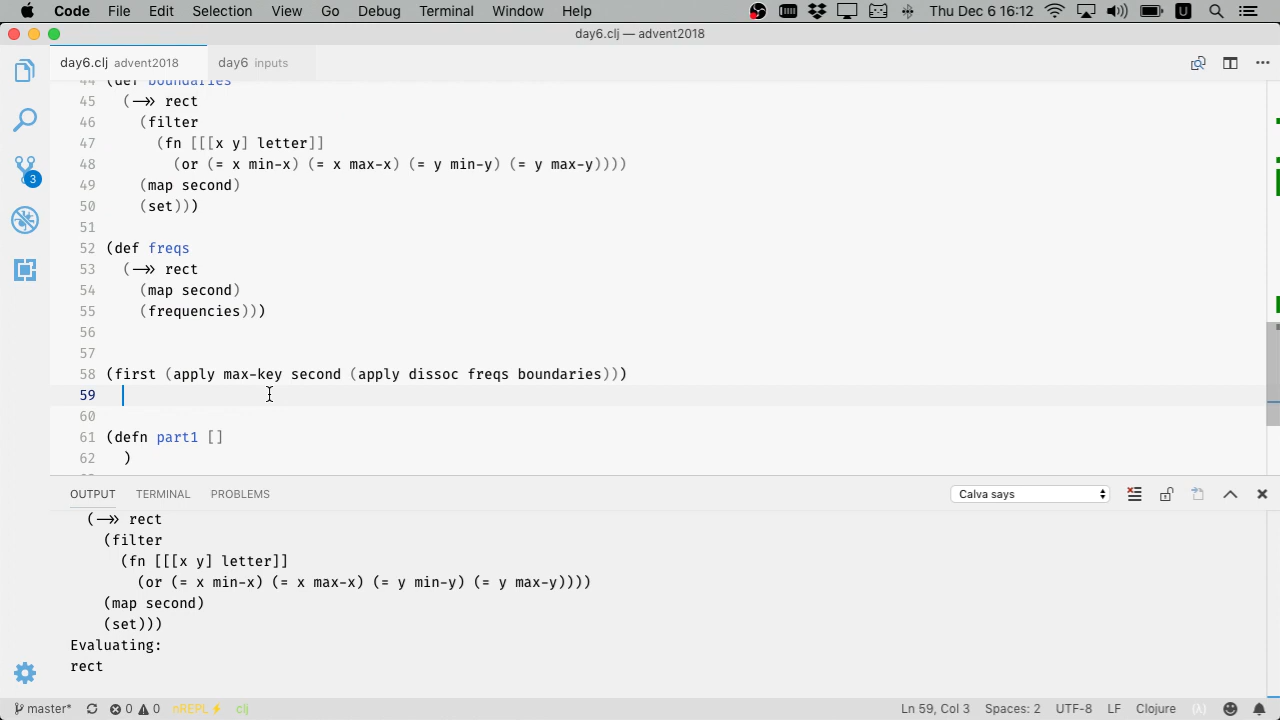 Code File Edit Selection View Go Debug Terminal Window Help Thu Dec 6 16:12 U
day6.clj — advent2018
day6.clj advent2018 day6 inputs
44 (def boundaries
45 (->> rect
46 (filter
47 (fn [[[x y] letter]]
48 (or (= x min-x) (= x max-x) (= y min-y) (= y max-y))))
49 (map second)
50 (set)))
51
52 (def freqs
53 (->> rect
54 (map second)
55 (frequencies)))
56
57
58 (first (apply max-key second (apply dissoc freqs boundaries)))
59
60
61 (defn part1 []
62 )
3
OUTPUT TERMINAL PROBLEMS Calva says
(->> rect
(filter
(fn [[[x y] letter]]
(or (= x min-x) (= x max-x) (= y min-y) (= y max-y))))
(map second)
(set)))
Evaluating:
rect
master* 0 0 nREPL⚡ clj Ln 59, Col 3 Spaces: 2 UTF-8 LF Clojure (λ)